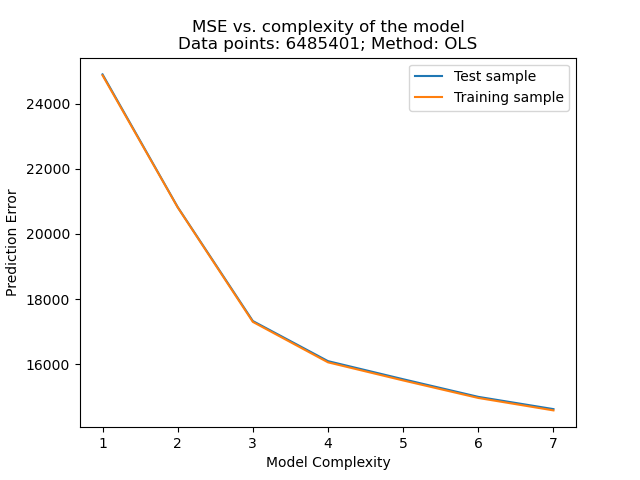 MSE vs. complexity of the model
Data points: 6485401; Method: OLS
Test sample
Training sample
24000
22000
20000
18000
16000
Prediction Error
1 2 3 4 5 6 7
Model Complexity